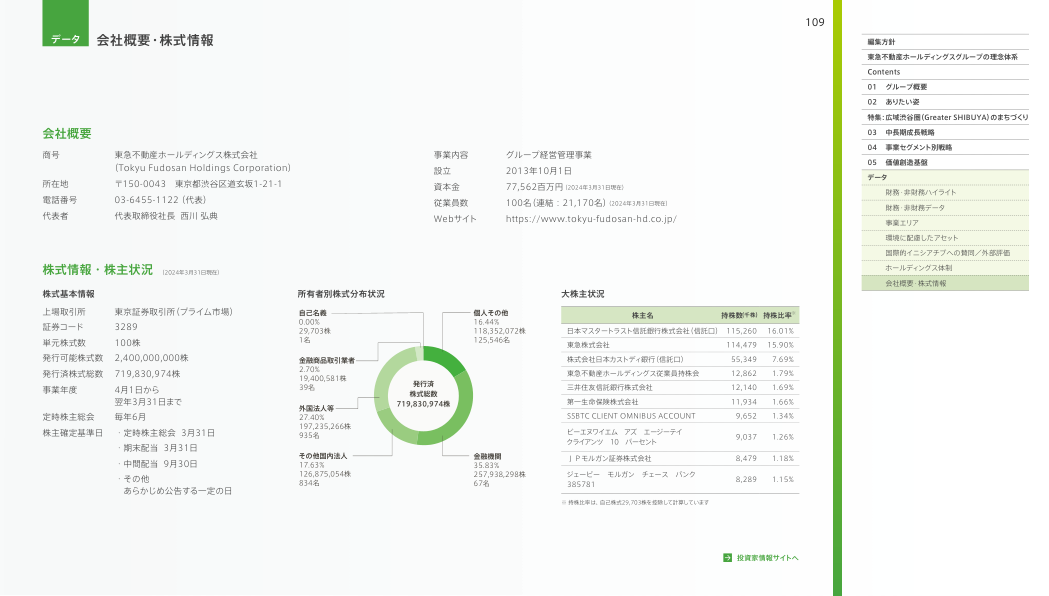 データ
会社概要・株式情報
109
会社概要
商号 東急不動産ホールディングス株式会社
(Tokyu Fudosan Holdings Corporation)
所在地 〒150-0043 東京都渋谷区道玄坂1-21-1
電話番号 03-6455-1122（代表）
代表者 代表取締役社長 西川 弘典
事業内容 グループ経営管理事業
設立 2013年10月1日
資本金 77,562百万円（2024年3月31日現在）
従業員数 100名（連結：21,170名）（2024年3月31日現在）
Webサイト https://www.tokyu-fudosan-hd.co.jp/
株式情報・株主状況 （2024年3月31日現在）
株式基本情報
上場取引所 東京証券取引所（プライム市場）
証券コード 3289
単元株式数 100株
発行可能株式数 2,400,000,000株
発行済株式総数 719,830,974株
事業年度 4月1日から
翌年3月31日まで
定時株主総会 毎年6月
株主確定基準日 ・定時株主総会 3月31日
・期末配当 3月31日
・中間配当 9月30日
・その他
あらかじめ公告する一定の日
所有者別株式分布状況
自己名義
0.00%
29,703株
1名
金融商品取引業者
2.70%
19,400,581株
39名
外国法人等
27.40%
197,235,266株
935名
その他国内法人
17.63%
126,875,054株
834名
個人その他
16.44%
118,352,072株
125,546名
金融機関
35.83%
257,938,298株
67名
発行済
株式総数
719,830,974株
大株主状況
株主名 持株数(千株) 持株比率※
日本マスタートラスト信託銀行株式会社（信託口） 115,260 16.01%
東急株式会社 114,479 15.90%
株式会社日本カストディ銀行（信託口） 55,349 7.69%
東急不動産ホールディングス従業員持株会 12,862 1.79%
三井住友信託銀行株式会社 12,140 1.69%
第一生命保険株式会社 11,934 1.66%
SSBTC CLIENT OMNIBUS ACCOUNT 9,652 1.34%
ビーエヌワイエム アズ エージーテイ
クライアンツ 10 パーセント 9,037 1.26%
ＪＰモルガン証券株式会社 8,479 1.18%
ジェーピー モルガン チェース バンク
385781 8,289 1.15%
※ 持株比率は、自己株式29,703株を控除して計算しています
投資家情報サイトへ
編集方針
東急不動産ホールディングスグループの理念体系
Contents
01 グループ概要
02 ありたい姿
特集：広域渋谷圏（Greater SHIBUYA）のまちづくり
03 中長期成長戦略
04 事業セグメント別戦略
05 価値創造基盤
データ
財務・非財務ハイライト
財務・非財務データ
事業エリア
環境に配慮したアセット
国際的イニシアチブへの賛同／外部評価
ホールディングス体制
会社概要・株式情報